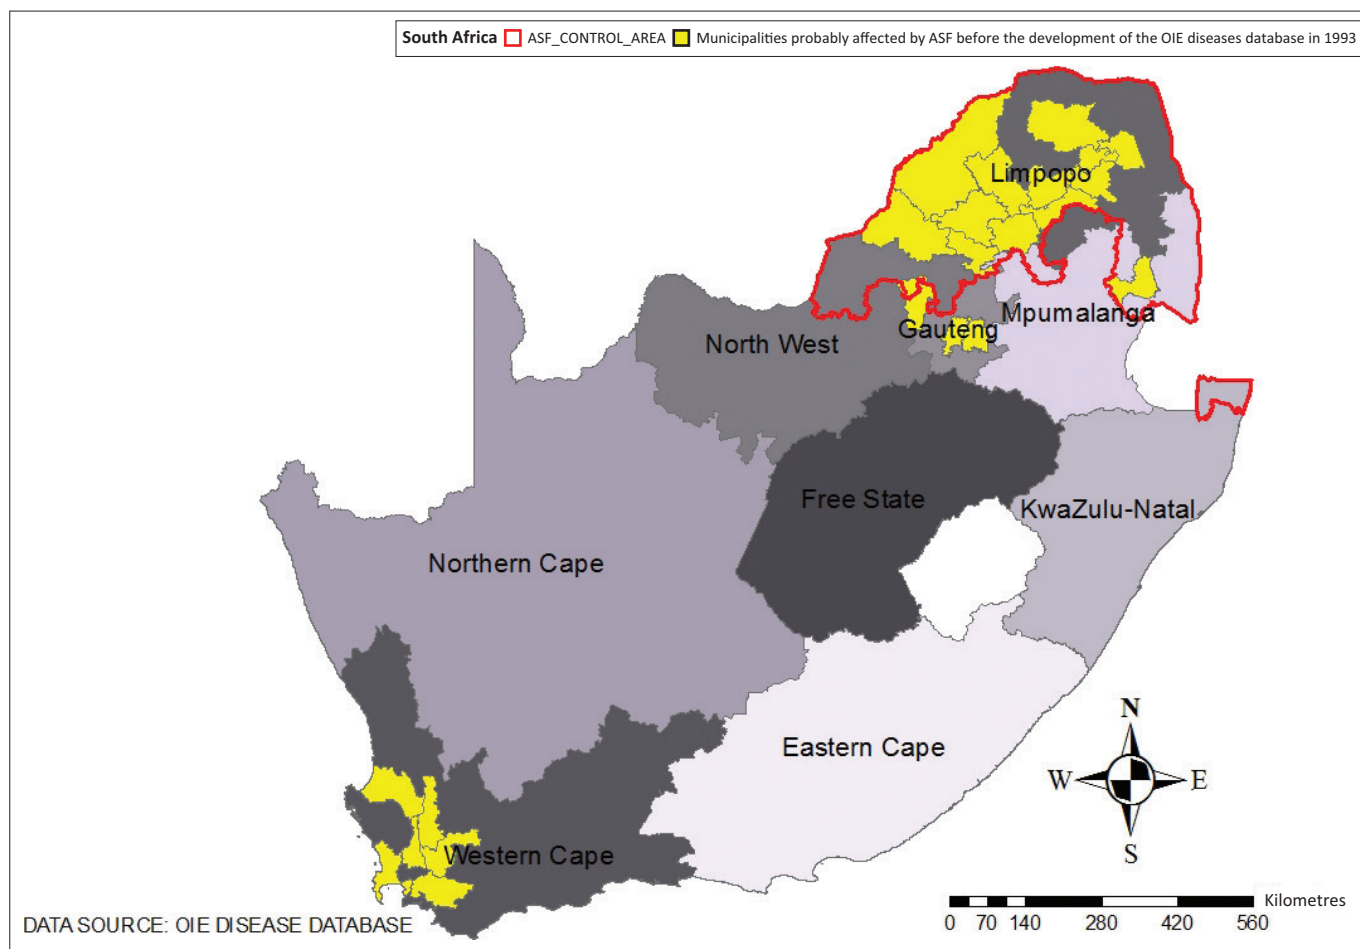 South Africa ASF_CONTROL_AREA Municipalities probably affected by ASF before the development of the OIE diseases database in 1993
Limpopo
Mpumalanga
Gauteng
North West
Free State
KwaZulu-Natal
Northern Cape
Eastern Cape
Western Cape
N
W E
S
Kilometres
0 70 140 280 420 560
DATA SOURCE: OIE DISEASE DATABASE